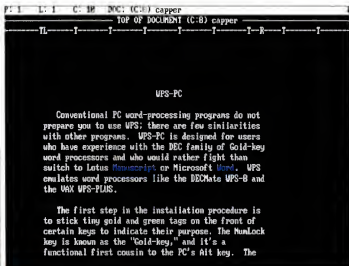 P: 1 L: 1 C: 10 DOC: (C:8) capper
TOP OF DOCUMENT (C:8) capper
WPS-PC
Conventional PC word-processing programs do not
prepare you to use WPS; there are few similarities
with other programs. WPS-PC is designed for users
who have experience with the DEC family of Gold-key
word processors and who would rather fight than
switch to Lotus Manuscript or Microsoft Word. WPS
emulates word processors like the DECMate WPS-8 and
the VAX WPS-PLUS.
The first step in the installation procedure is
to stick tiny gold and green tags on the front of
certain keys to indicate their purpose. The NumLock
key is known as the "Gold-key," and it's a
functional first cousin to the PC's Alt key. The